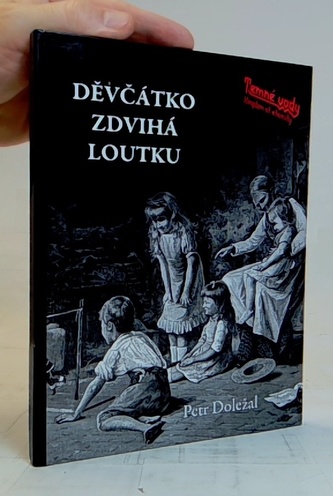 DĚVČÁTKO
ZDVIHÁ
LOUTKU
Temné vody
Petr Doležal